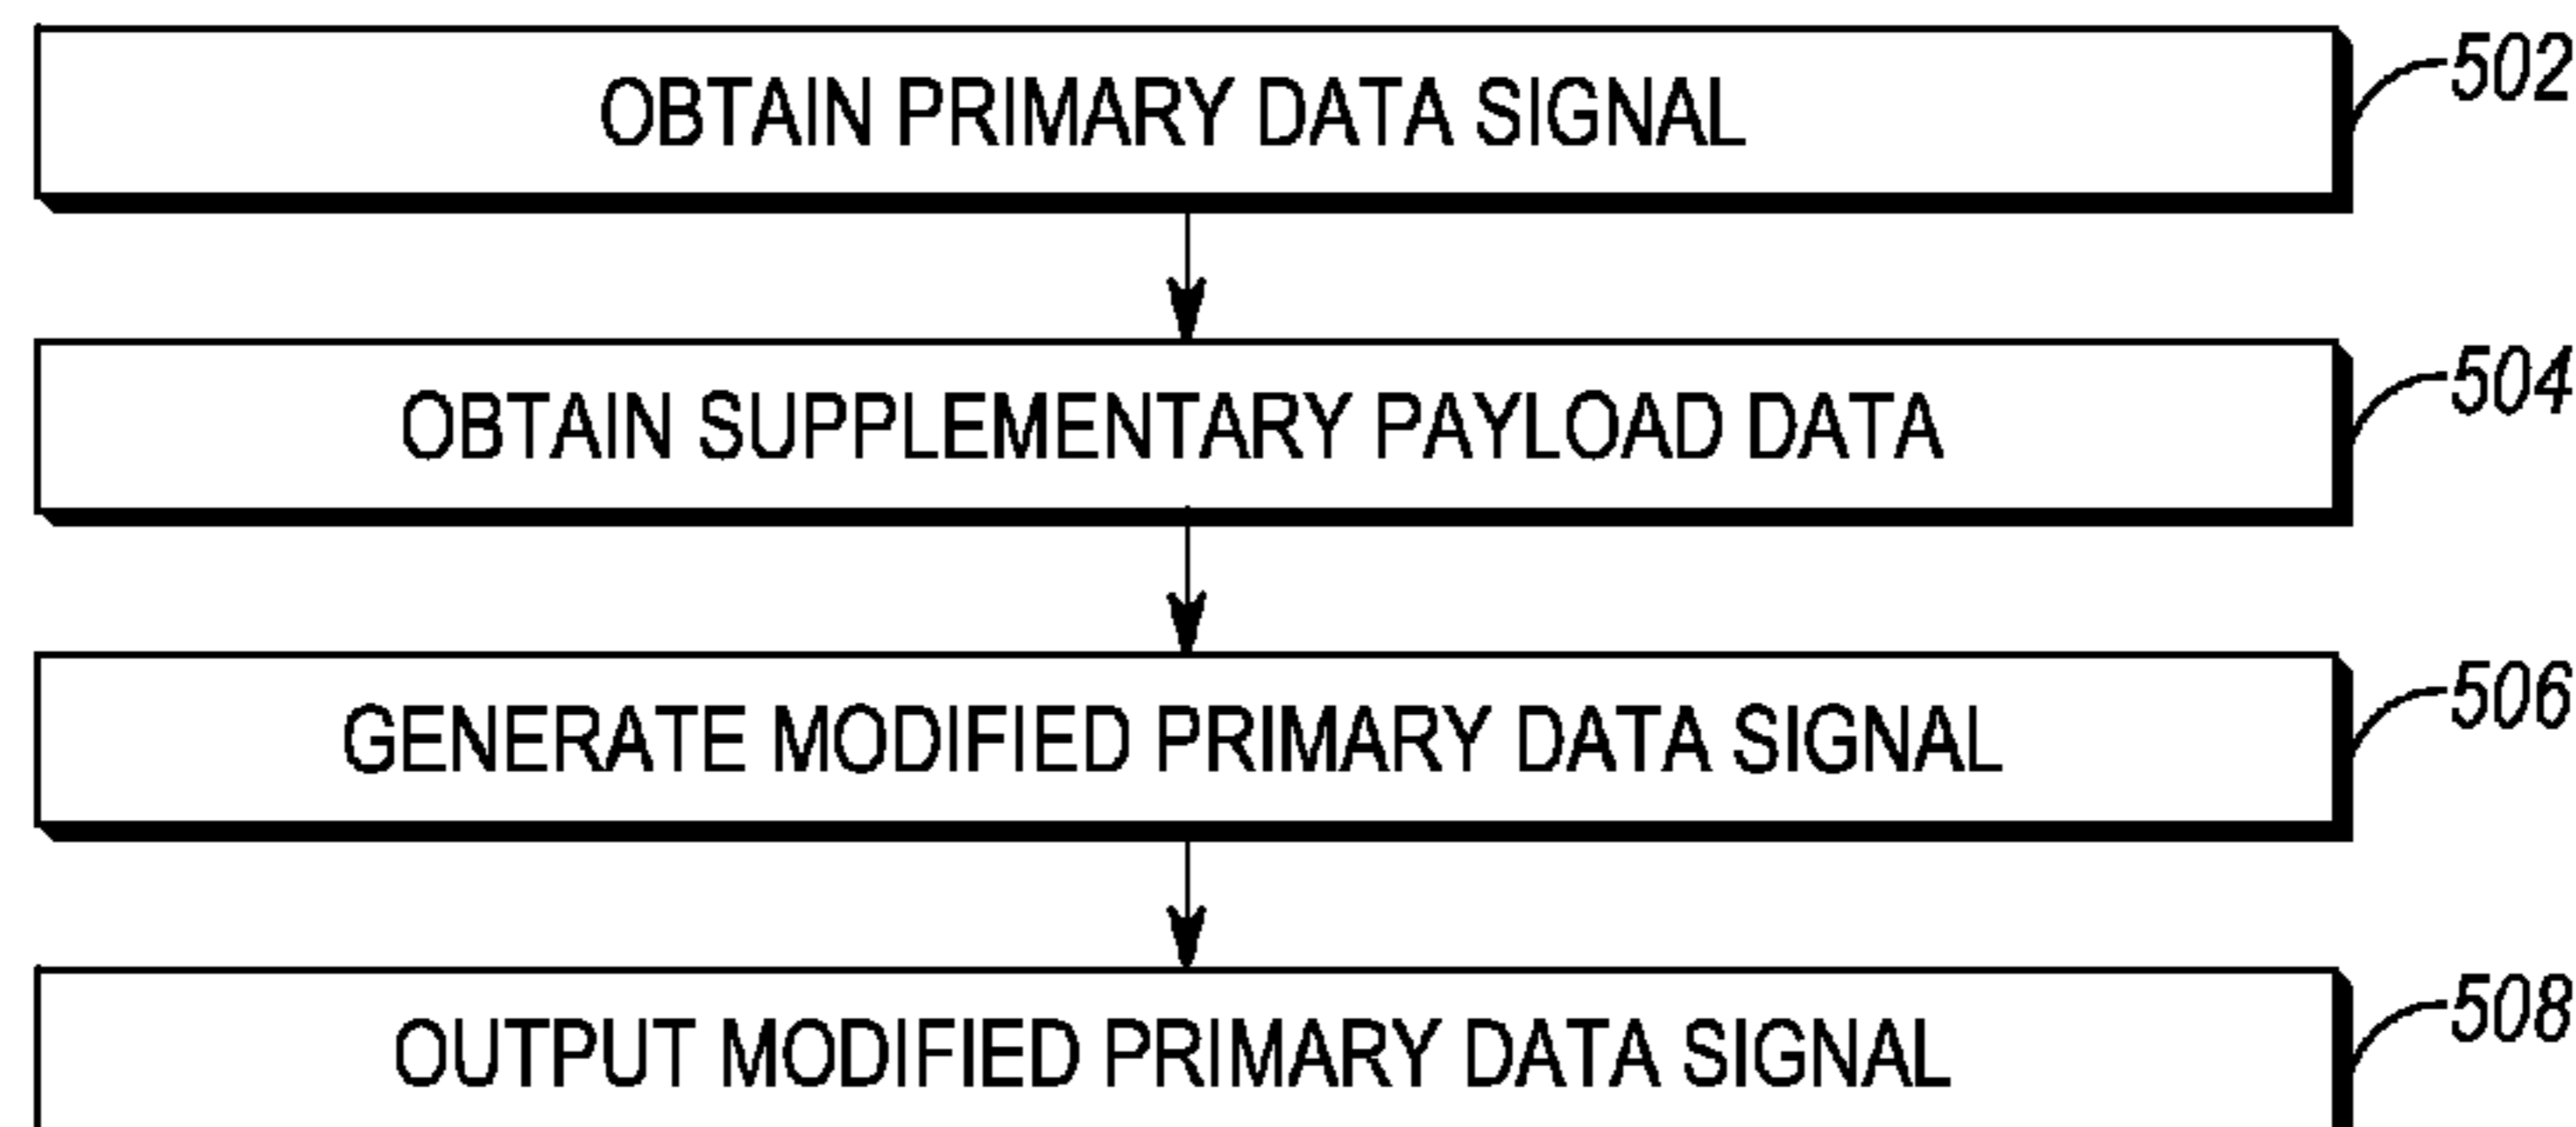 OBTAIN PRIMARY DATA SIGNAL 502
OBTAIN SUPPLEMENTARY PAYLOAD DATA 504
GENERATE MODIFIED PRIMARY DATA SIGNAL 506
OUTPUT MODIFIED PRIMARY DATA SIGNAL 508